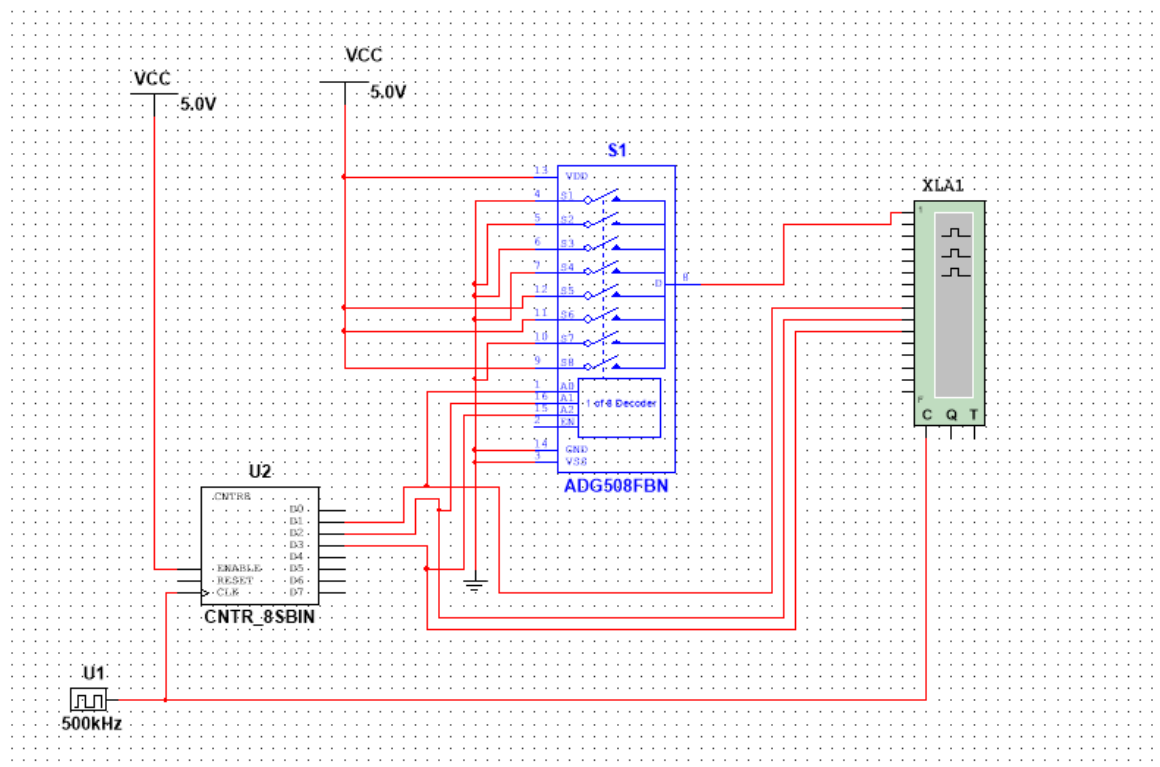 VCC
5.0V
VCC
5.0V
S1
13 VDD
4 S1
5 S2
6 S3
7 S4
12 S5
11 S6
10 S7
9 S8
D 8
1 A0
16 A1
15 A2
2 EN
1 of 8 Decoder
14 GND
3 VSS
ADG508FBN
XLA1
1
F
C Q T
U2
CNTR8
D0
D1
D2
D3
D4
ENABLE D5
RESET D6
CLK D7
CNTR_8SBIN
U1
500kHz